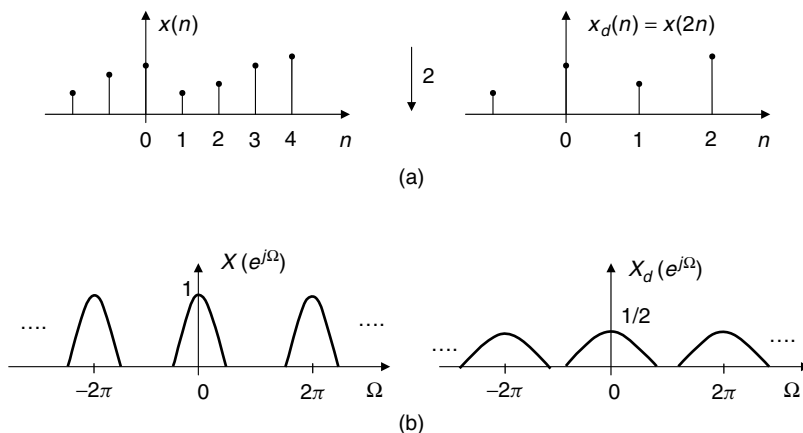 x(n)
0 1 2 3 4 n
2
x_d(n) = x(2n)
0 1 2 n
(a)
X (e^{jΩ})
1
....
....
−2π 0 2π Ω
X_d (e^{jΩ})
1/2
....
....
−2π 0 2π Ω
(b)